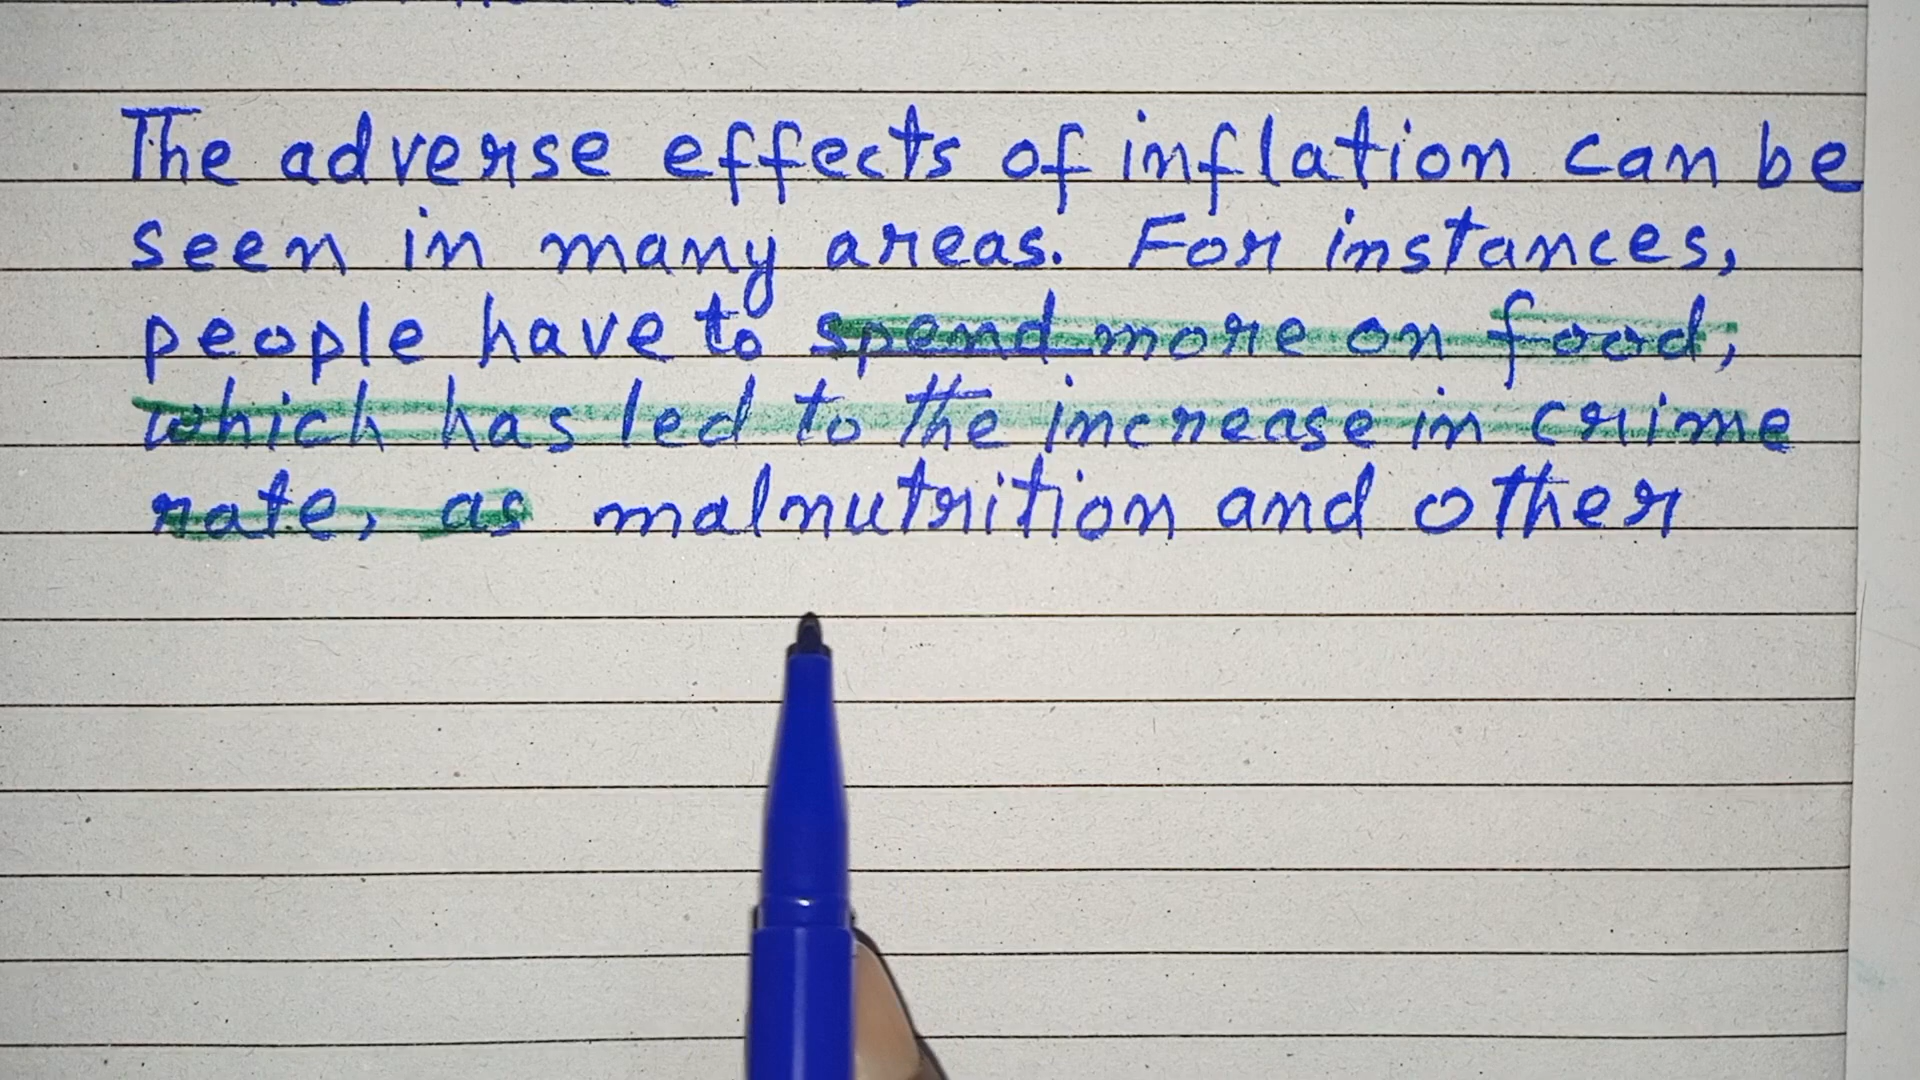 The adverse effects of inflation can be
seen in many areas. For instances,
people have to spend more on food,
which has led to the increase in crime
rate, as malnutrition and other